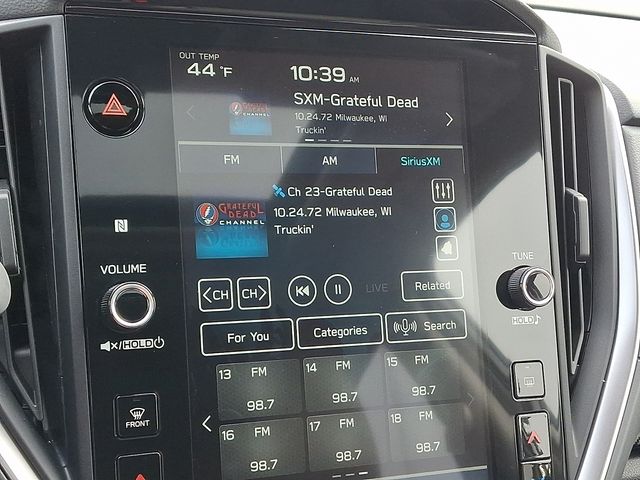 OUT TEMP
44 °F
10:39 AM
SXM-Grateful Dead
10.24.72 Milwaukee, WI
Truckin'
FM
AM
SiriusXM
Ch 23-Grateful Dead
GRATEFUL
DEAD
CHANNEL
10.24.72 Milwaukee, WI
Truckin'
N
VOLUME
TUNE
CH
CH
LIVE
Related
HOLD
HOLD
For You
Categories
Search
13 FM
98.7
14 FM
98.7
15 FM
98.7
FRONT
16 FM
98.7
17 FM
98.7
18 FM
98.7